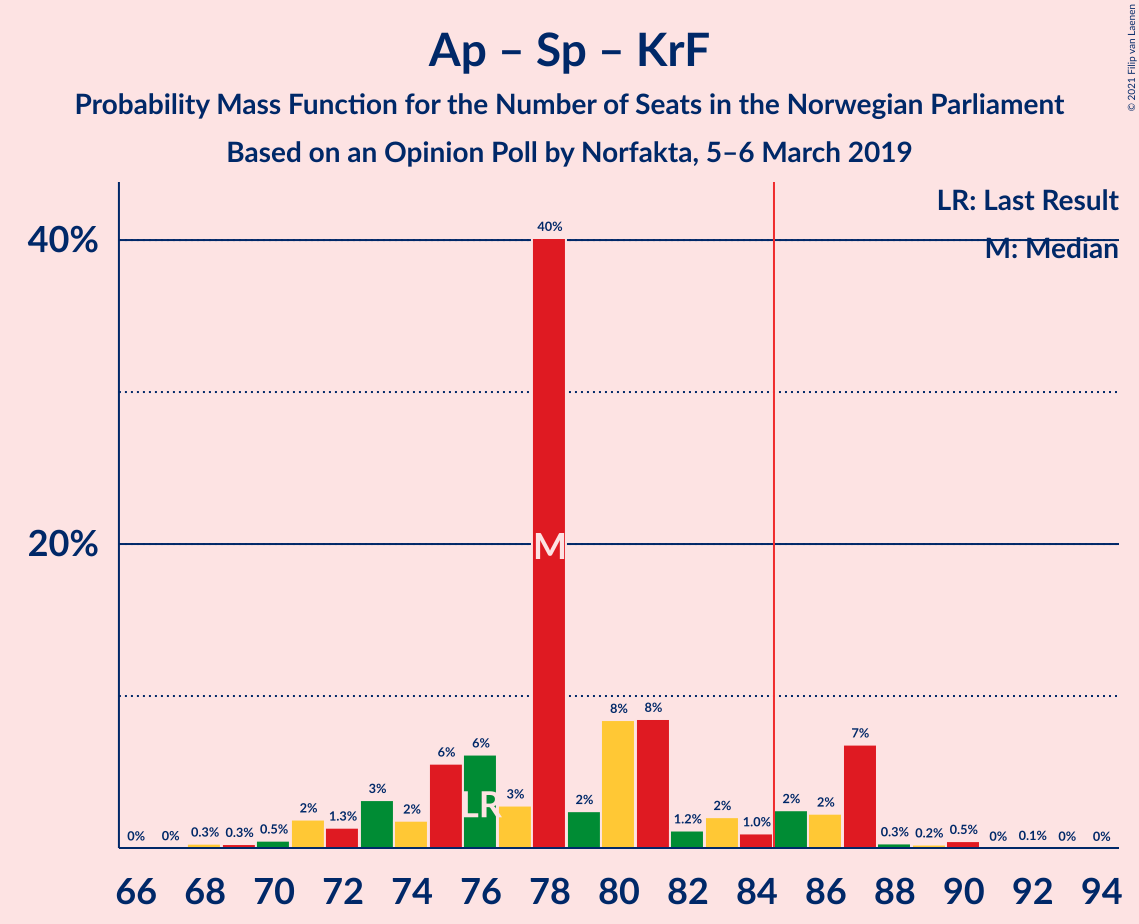 Ap – Sp – KrF
Probability Mass Function for the Number of Seats in the Norwegian Parliament
Based on an Opinion Poll by Norfakta, 5–6 March 2019
© 2021 Filip van Laenen
LR: Last Result
M: Median
40%
20%
0% 0% 0.3% 0.3% 0.5% 2% 1.3% 3% 2% 6% 6% 3% 40% 2% 8% 8% 1.2% 2% 1.0% 2% 2% 7% 0.3% 0.2% 0.5% 0% 0.1% 0% 0%
LR
M
66 68 70 72 74 76 78 80 82 84 86 88 90 92 94